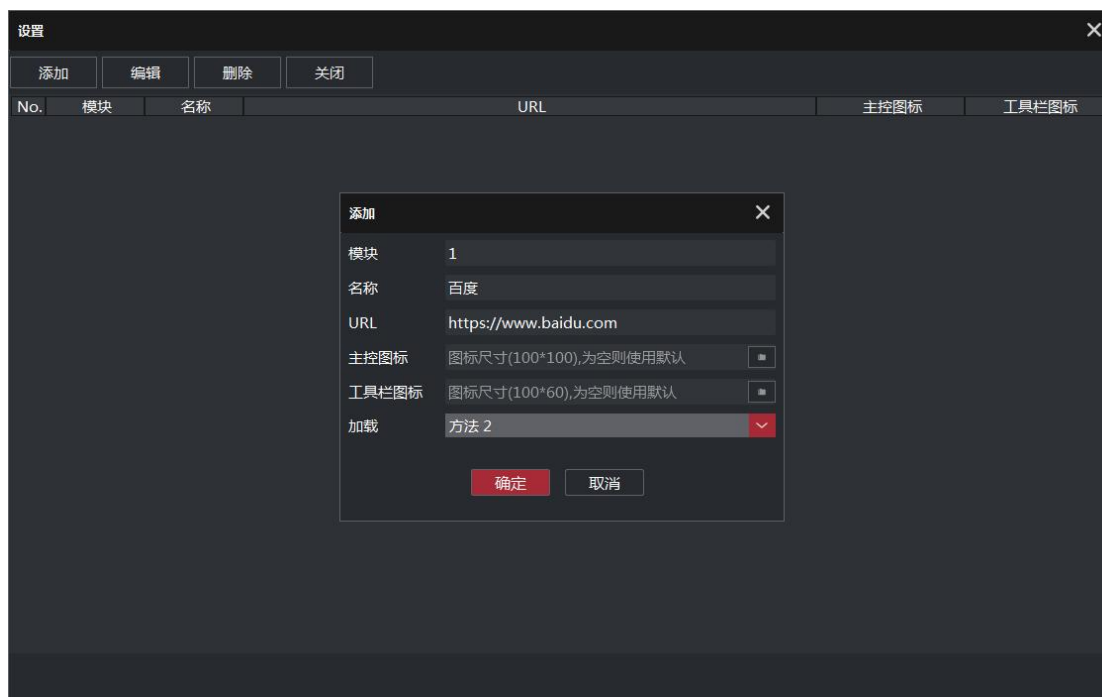 设置
添加 编辑 删除 关闭
No. 模块 名称 URL 主控图标 工具栏图标
添加
模块 1
名称 百度
URL https://www.baidu.com
主控图标 图标尺寸(100*100),为空则使用默认
工具栏图标 图标尺寸(100*60),为空则使用默认
加载 方法 2
确定 取消